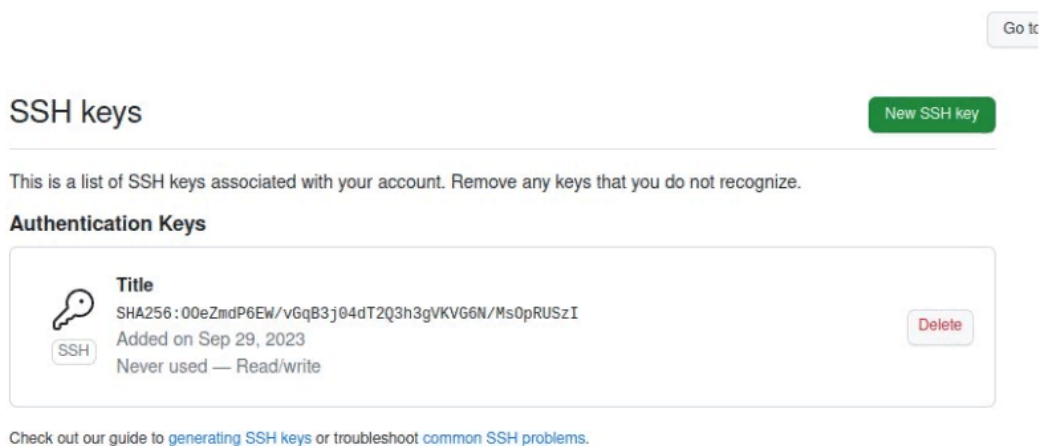 Go to
SSH keys
New SSH key
This is a list of SSH keys associated with your account. Remove any keys that you do not recognize.
Authentication Keys
Title
SHA256:OOeZmdP6EW/vGqB3j04dT2Q3h3gVKVG6N/MsOpRUSzI
Added on Sep 29, 2023
Never used — Read/write
SSH
Delete
Check out our guide to generating SSH keys or troubleshoot common SSH problems.